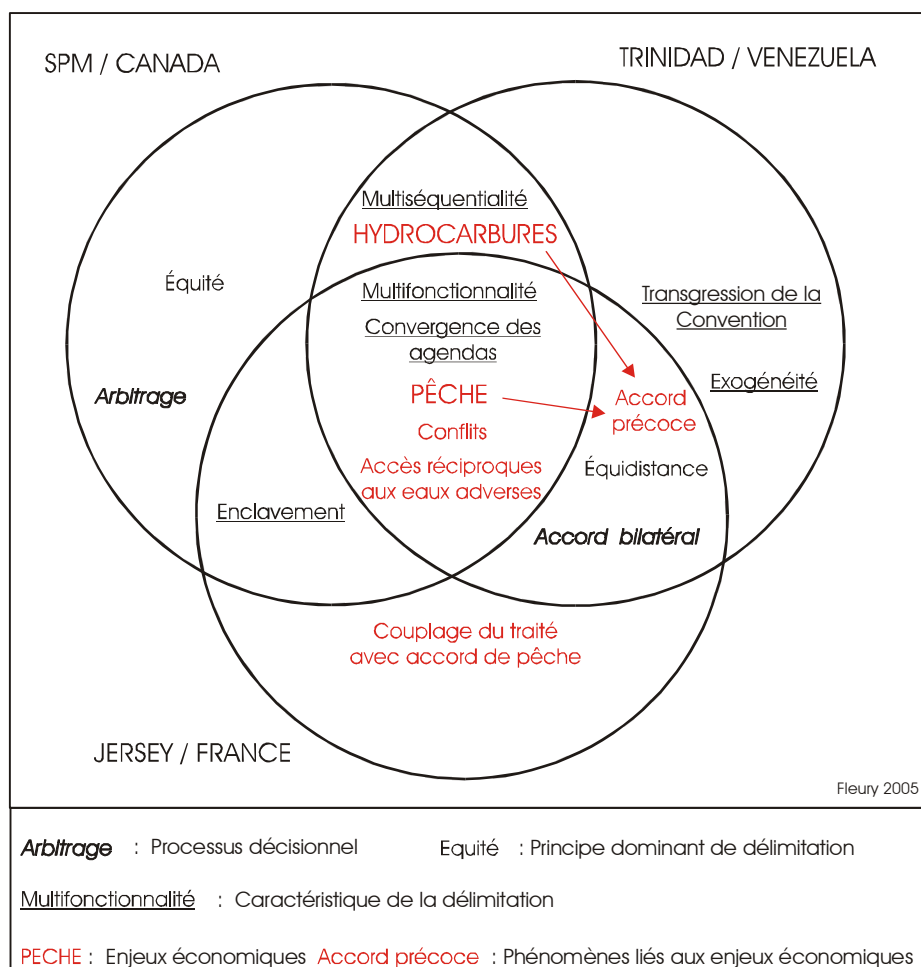 SPM / CANADA
TRINIDAD / VENEZUELA
Multiséquentialité
HYDROCARBURES
Équité
Multifonctionnalité
Transgression de la
Convention
Convergence des
agendas
Exogénéité
Arbitrage
PÊCHE
Accord
précoce
Conflits
Équidistance
Accès réciproques
aux eaux adverses
Enclavement
Accord bilatéral
Couplage du traité
avec accord de pêche
JERSEY / FRANCE
Fleury 2005
Arbitrage : Processus décisionnel Equité : Principe dominant de délimitation
Multifonctionnalité : Caractéristique de la délimitation
PECHE : Enjeux économiques Accord précoce : Phénomènes liés aux enjeux économiques